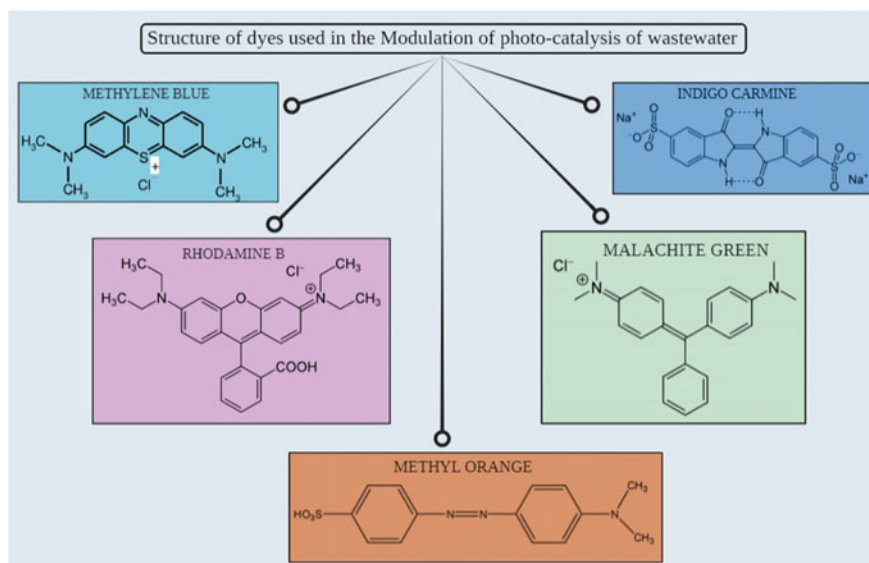 Structure of dyes used in the Modulation of photo-catalysis of wastewater
METHYLENE BLUE
N
H₃C
N
S
+
N
CH₃
Cl
CH₃
CH₃
INDIGO CARMINE
Na⁺
O
O
H
O
S
N
⁻O
O
O
N
S
O⁻
H
O
O
Na⁺
RHODAMINE B
H₃C
Cl⁻
CH₃
H₃C
N
O
N
⊕
CH₃
COOH
MALACHITE GREEN
Cl⁻
⊕
N
N
METHYL ORANGE
CH₃
HO₃S
N
N
N
CH₃